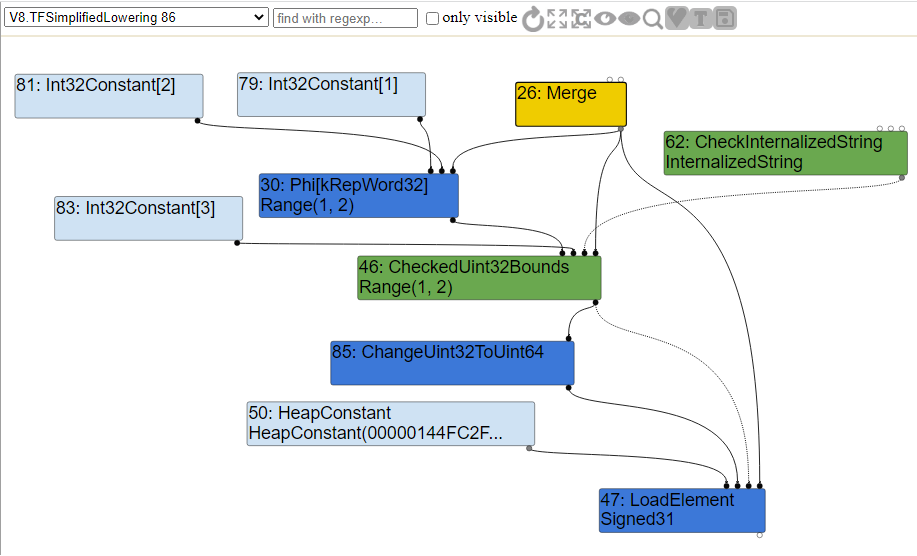 V8.TFSimplifiedLowering 86
find with regexp...
only visible
81: Int32Constant[2]
79: Int32Constant[1]
26: Merge
62: CheckInternalizedString
InternalizedString
30: Phi[kRepWord32]
Range(1, 2)
83: Int32Constant[3]
46: CheckedUint32Bounds
Range(1, 2)
85: ChangeUint32ToUint64
50: HeapConstant
HeapConstant(00000144FC2F...
47: LoadElement
Signed31